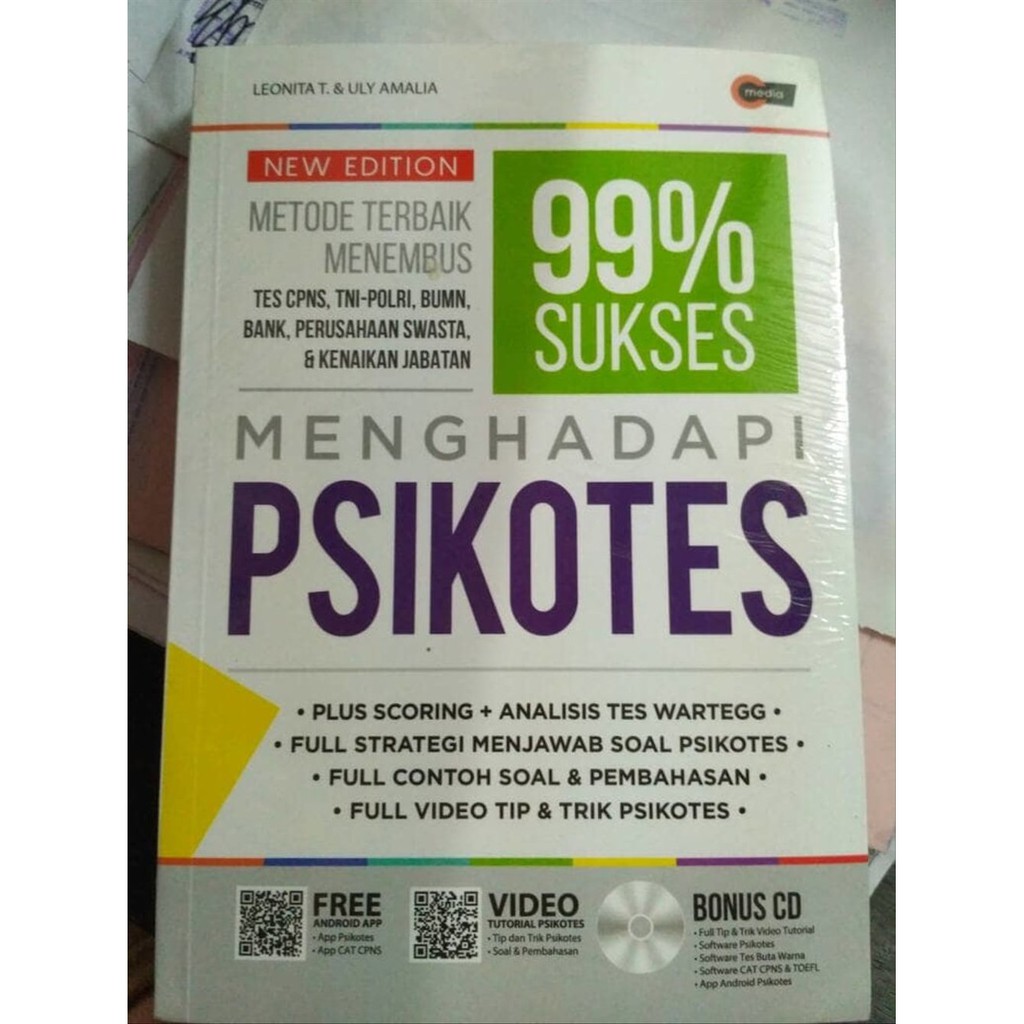 LEONITA T. & ULY AMALIA
media
NEW EDITION
METODE TERBAIK
MENEMBUS
TES CPNS, TNI-POLRI, BUMN,
BANK, PERUSAHAAN SWASTA,
& KENAIKAN JABATAN
99%
SUKSES
MENGHADAPI
PSIKOTES
• PLUS SCORING + ANALISIS TES WARTEGG •
• FULL STRATEGI MENJAWAB SOAL PSIKOTES •
• FULL CONTOH SOAL & PEMBAHASAN •
• FULL VIDEO TIP & TRIK PSIKOTES •
FREE
ANDROID APP
• App Psikotes
• App CAT CPNS
VIDEO
TUTORIAL PSIKOTES
• Tip dan Trik Psikotes
• Soal & Pembahasan
BONUS CD
• Full Tip & Trik Video Tutorial
• Software Psikotes
• Software Tes Buta Warna
• Software CAT CPNS & TOEFL
• App Android Psikotes